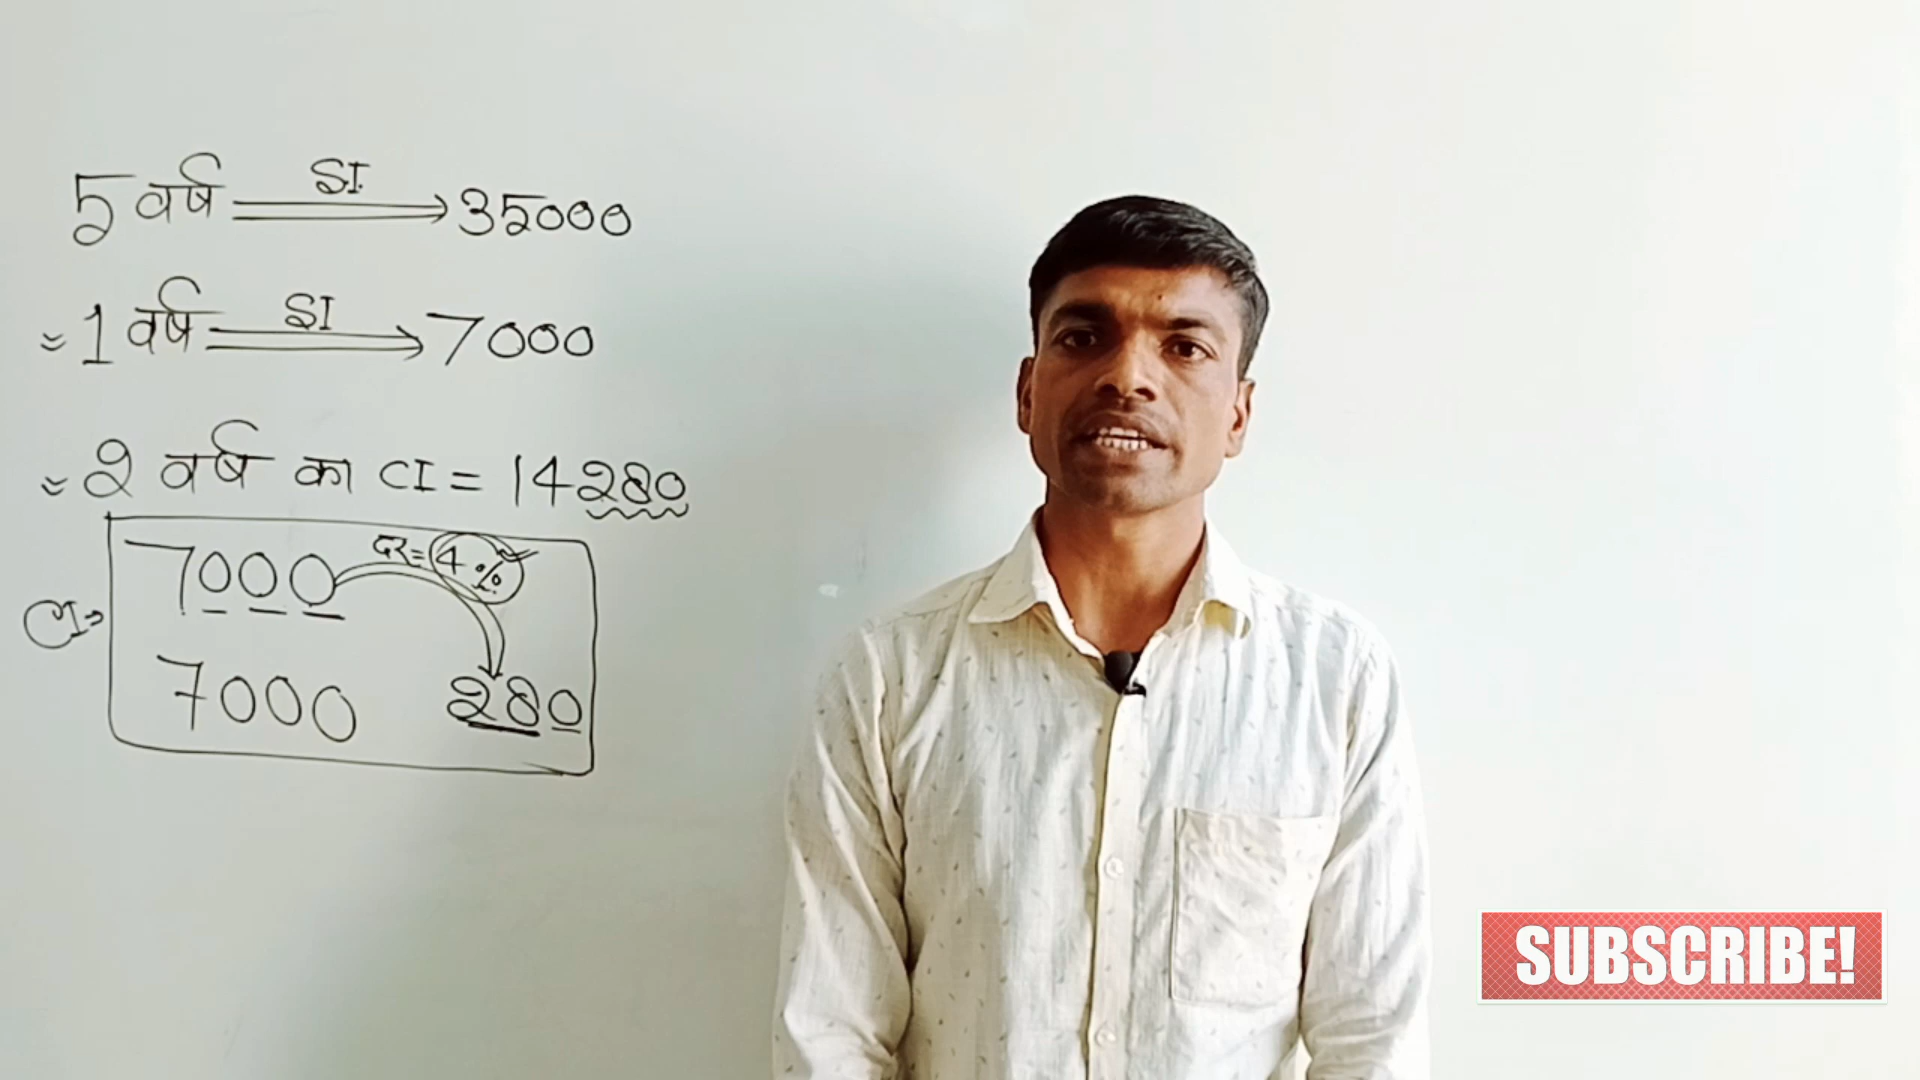 5 वर्ष SI → 35000
1 वर्ष SI → 7000
2 वर्ष का CI = 14280
7000 दर = 4%
CI →
7000 280
SUBSCRIBE!